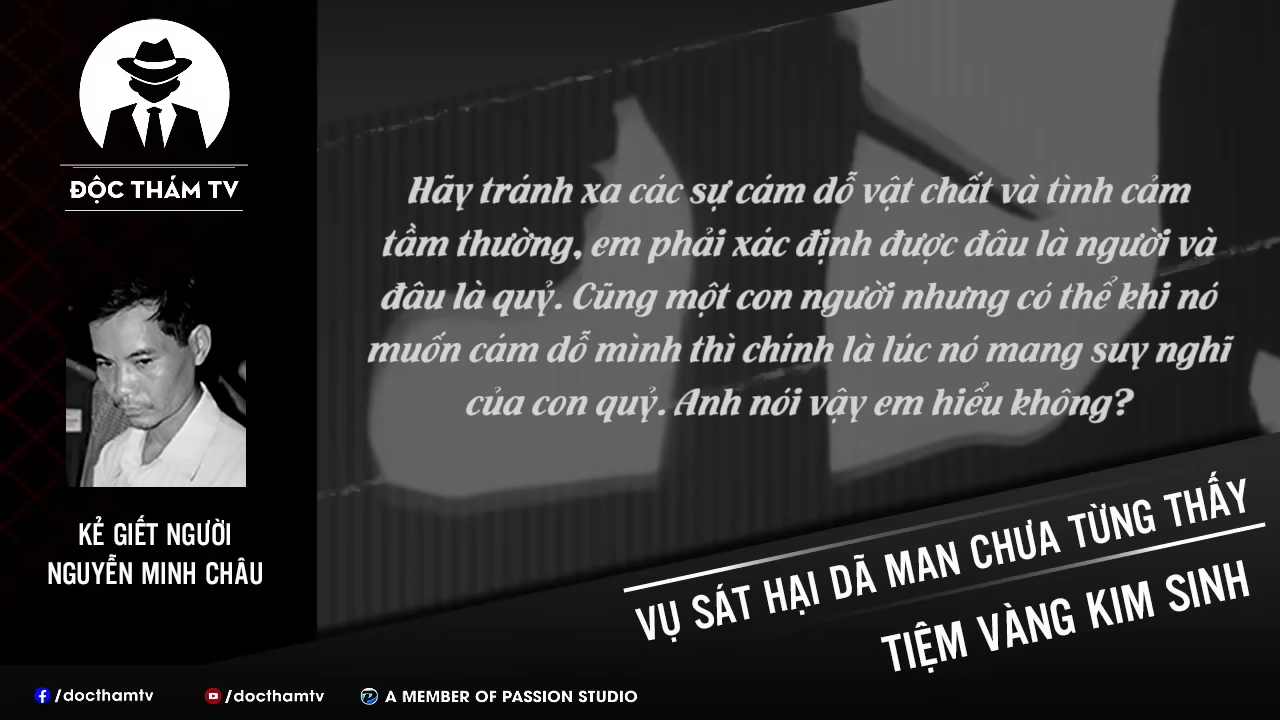 ĐỘC THÁM TV
Hãy tránh xa các sự cám dỗ vật chất và tình cảm
tầm thường, em phải xác định được đâu là người và
đâu là quỷ. Cũng một con người nhưng có thể khi nó
muốn cám dỗ mình thì chính là lúc nó mang suy nghĩ
của con quỷ. Anh nói vậy em hiểu không?
KẺ GIẾT NGƯỜI
NGUYỄN MINH CHÂU
VỤ SÁT HẠI DÃ MAN CHƯA TỪNG THẤY
TIỆM VÀNG KIM SINH
/docthamtv
/docthamtv
A MEMBER OF PASSION STUDIO